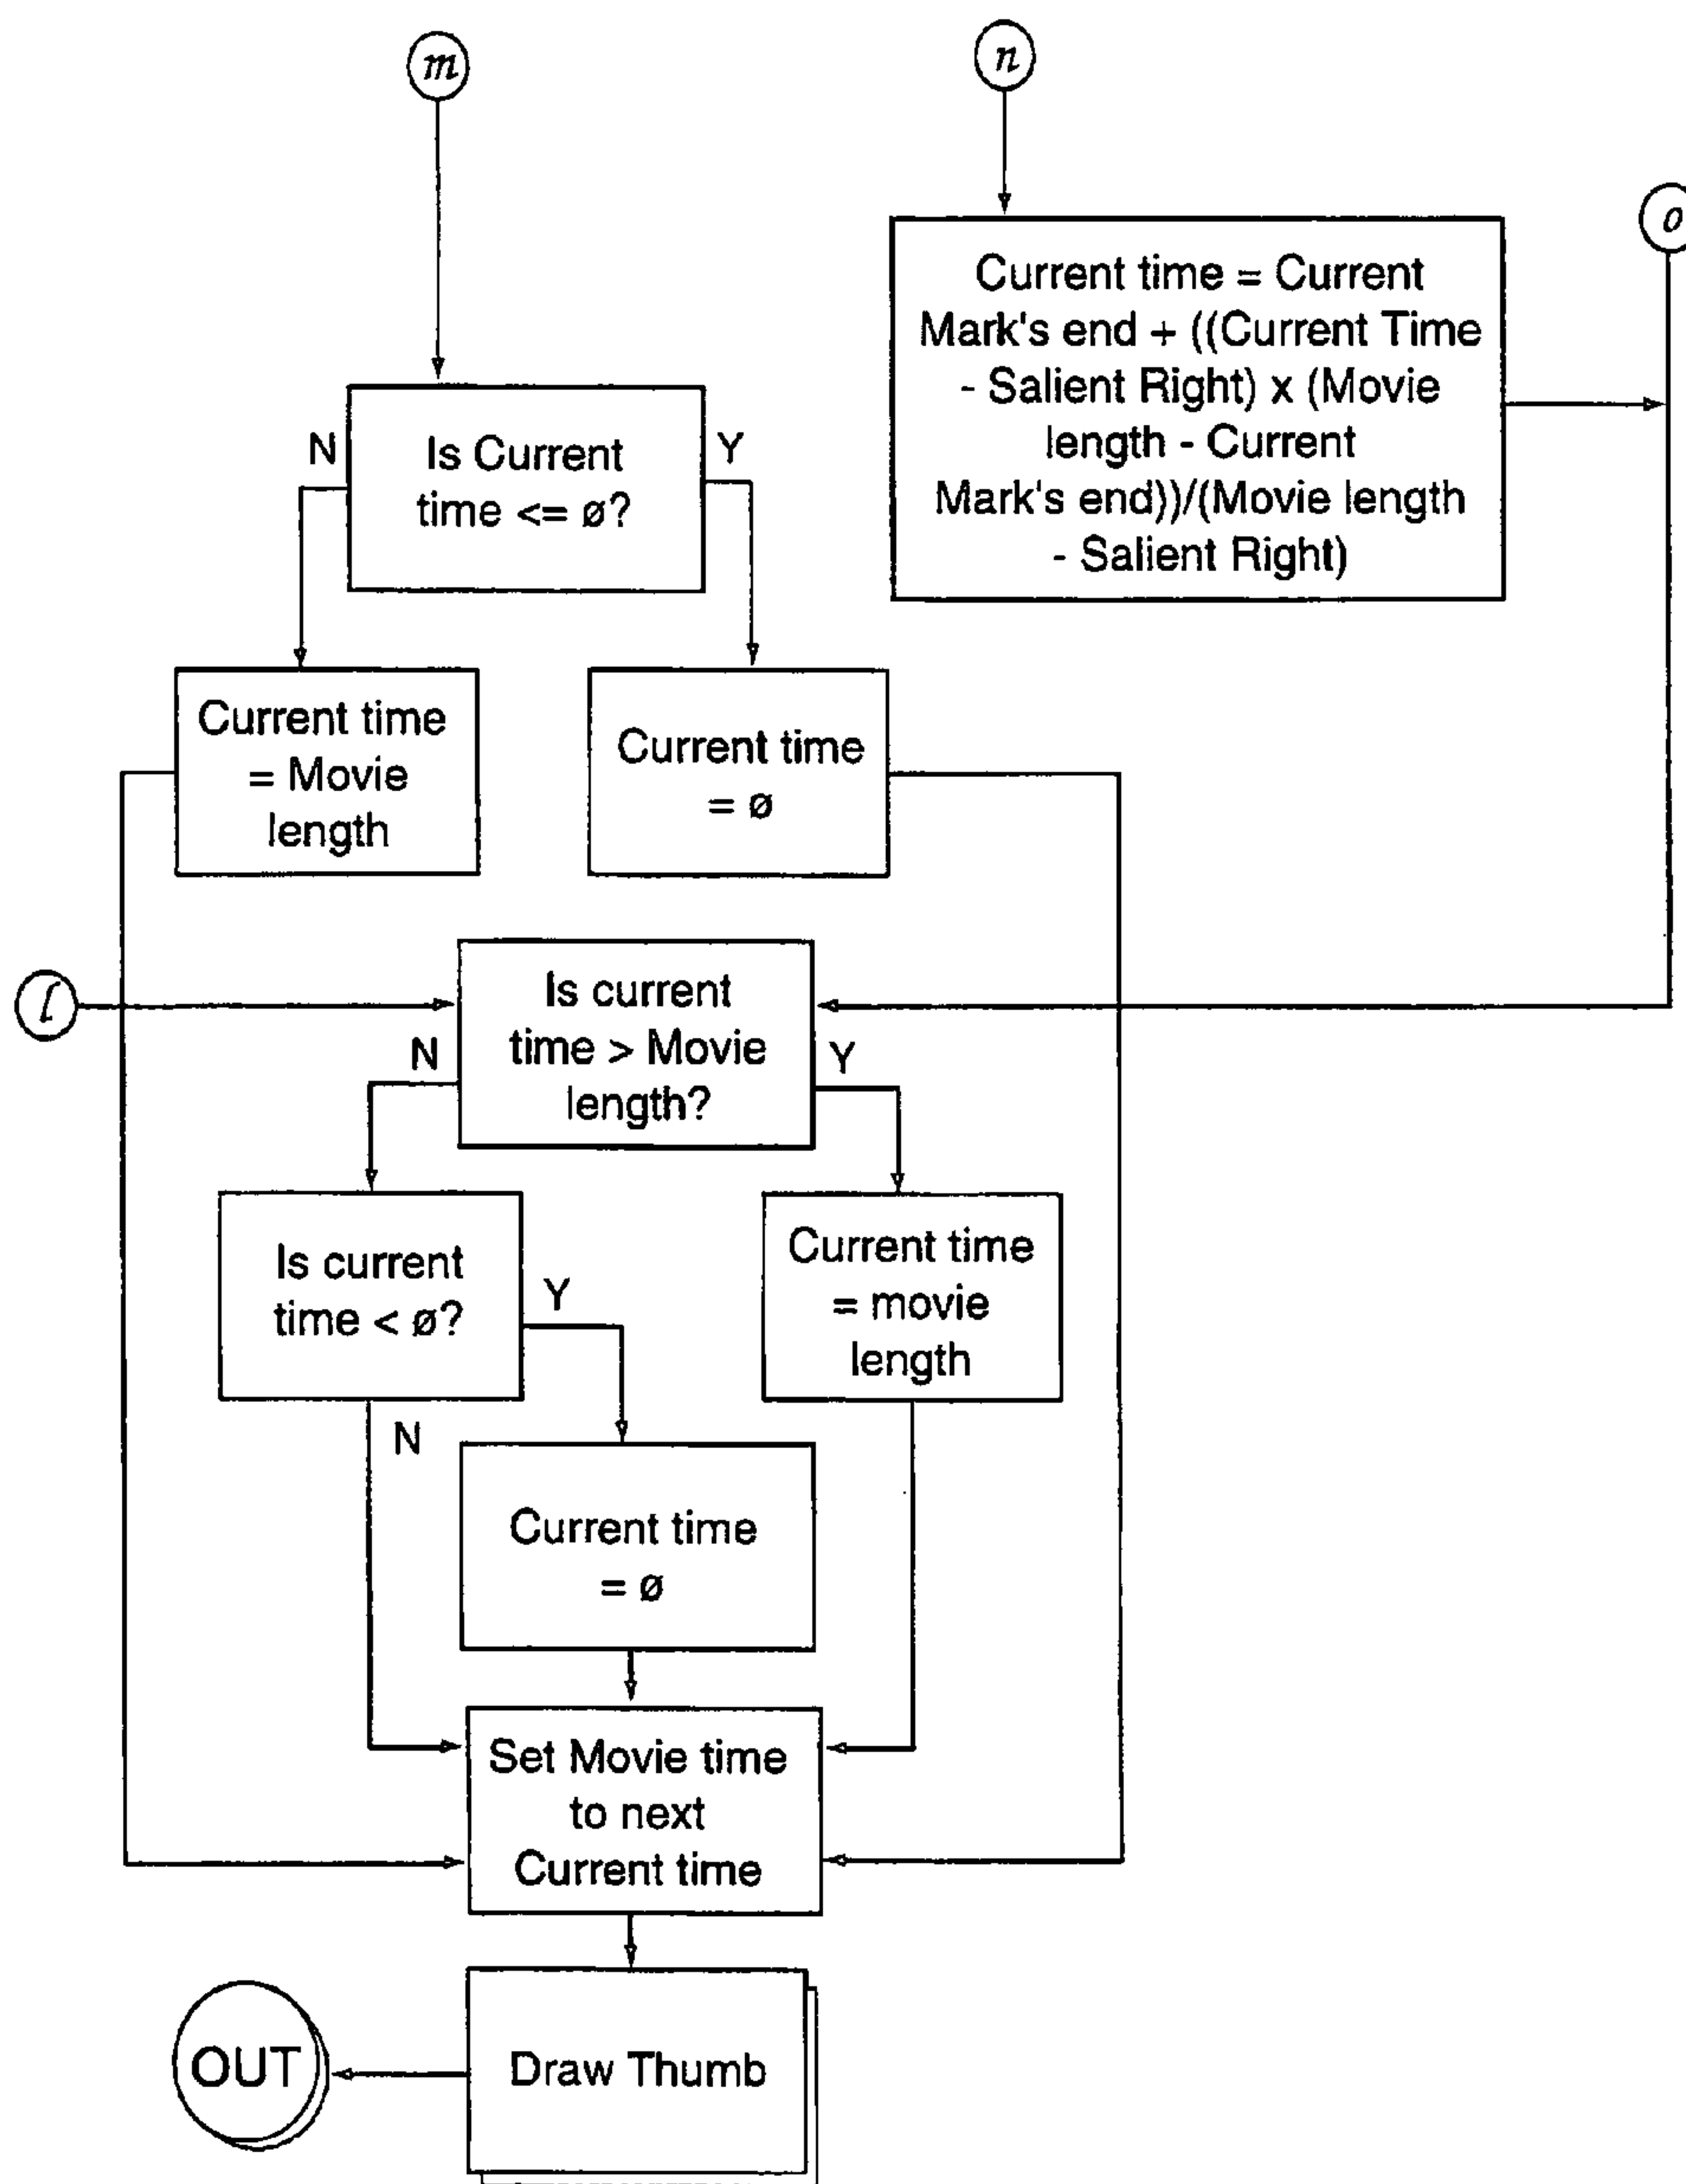 m
n
o
Current time = Current
Mark's end + ((Current Time
- Salient Right) x (Movie
length - Current
Mark's end))/(Movie length
- Salient Right)
N
Is Current
time <= ø?
Y
Current time
= Movie
length
Current time
= ø
l
Is current
time > Movie
length?
N
Y
Is current
time < ø?
Y
N
Current time
= movie
length
Current time
= ø
Set Movie time
to next
Current time
Draw Thumb
OUT